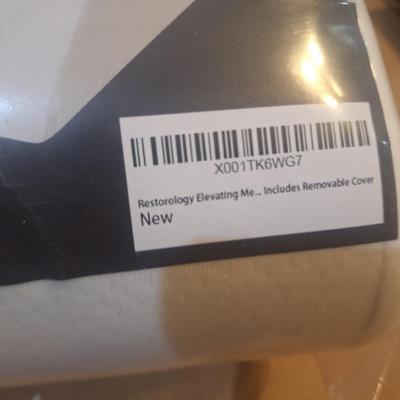 X001TK6WG7
Restorology Elevating Me... Includes Removable Cover
New